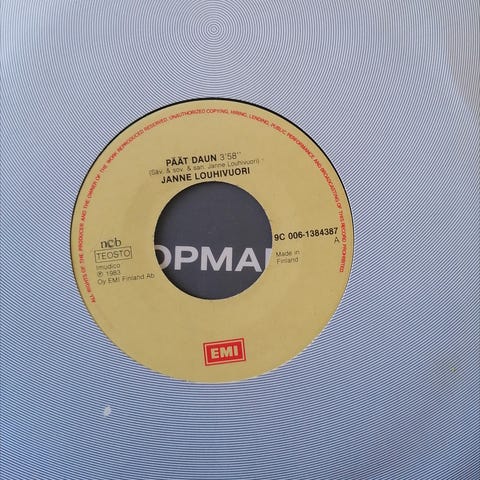 ALL RIGHTS OF THE PRODUCER AND THE OWNER OF THE WORK REPRODUCED RESERVED. UNAUTHORIZED COPYING, HIRING, LENDING, PUBLIC PERFORMANCE AND BROADCASTING OF THIS RECORD PROHIBITED
PÄÄT DAUN 3'58''
(Säv. & sov. & san. Janne Louhivuori)
JANNE LOUHIVUORI
ncb
TEOSTO
Imudico
℗ 1983
Oy EMI Finland Ab
9C 006-1384387
A
Made in
Finland
OPMA
EMI